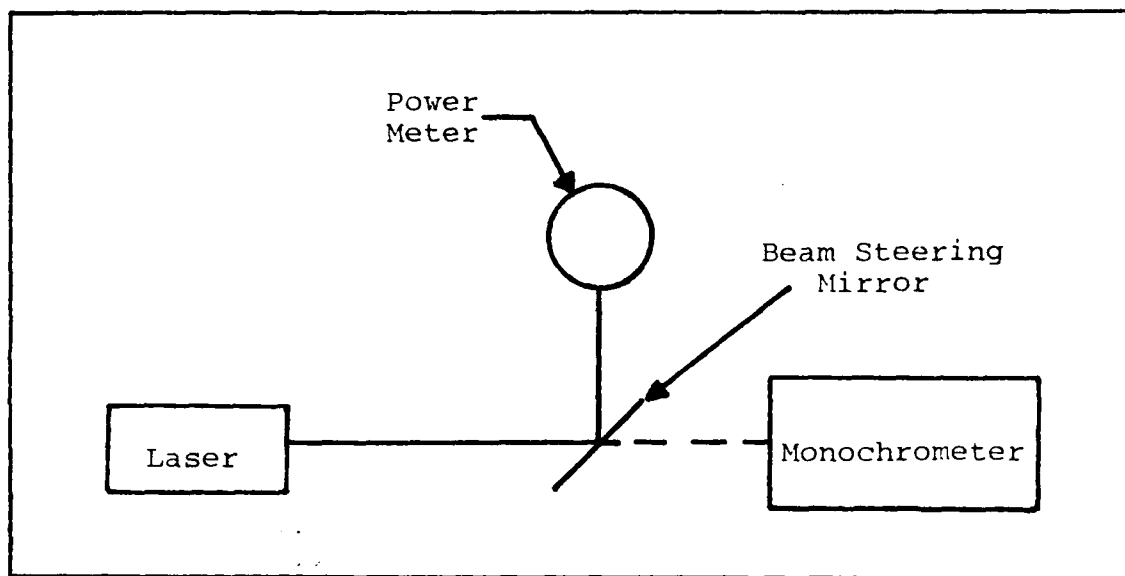 Power
Meter
Beam Steering
Mirror
Laser
Monochrometer